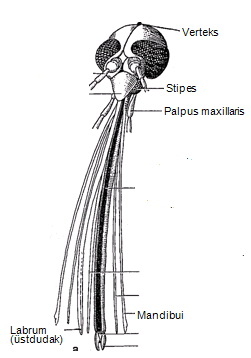 Verteks
Stipes
Palpus maxillaris
Mandibui
Labrum
(üstdudak)
a